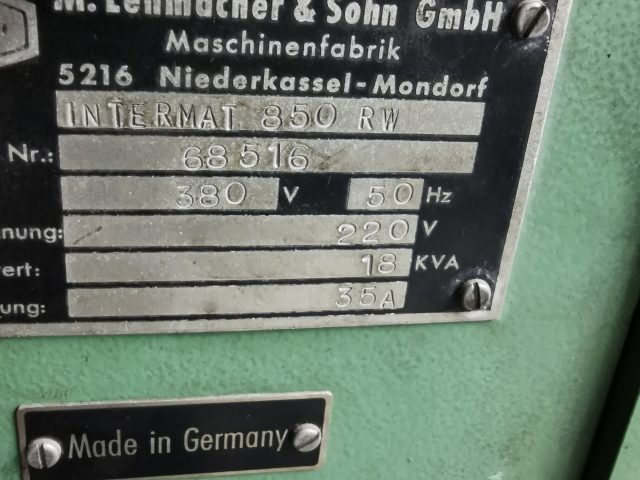 M. Lehmacher & Sohn GmbH
Maschinenfabrik
5216 Niederkassel-Mondorf
INTERMAT 850 RW
Nr.: 68516
380 V 50 Hz
nung: 220 V
ert: 18 KVA
ung: 35A
Made in Germany